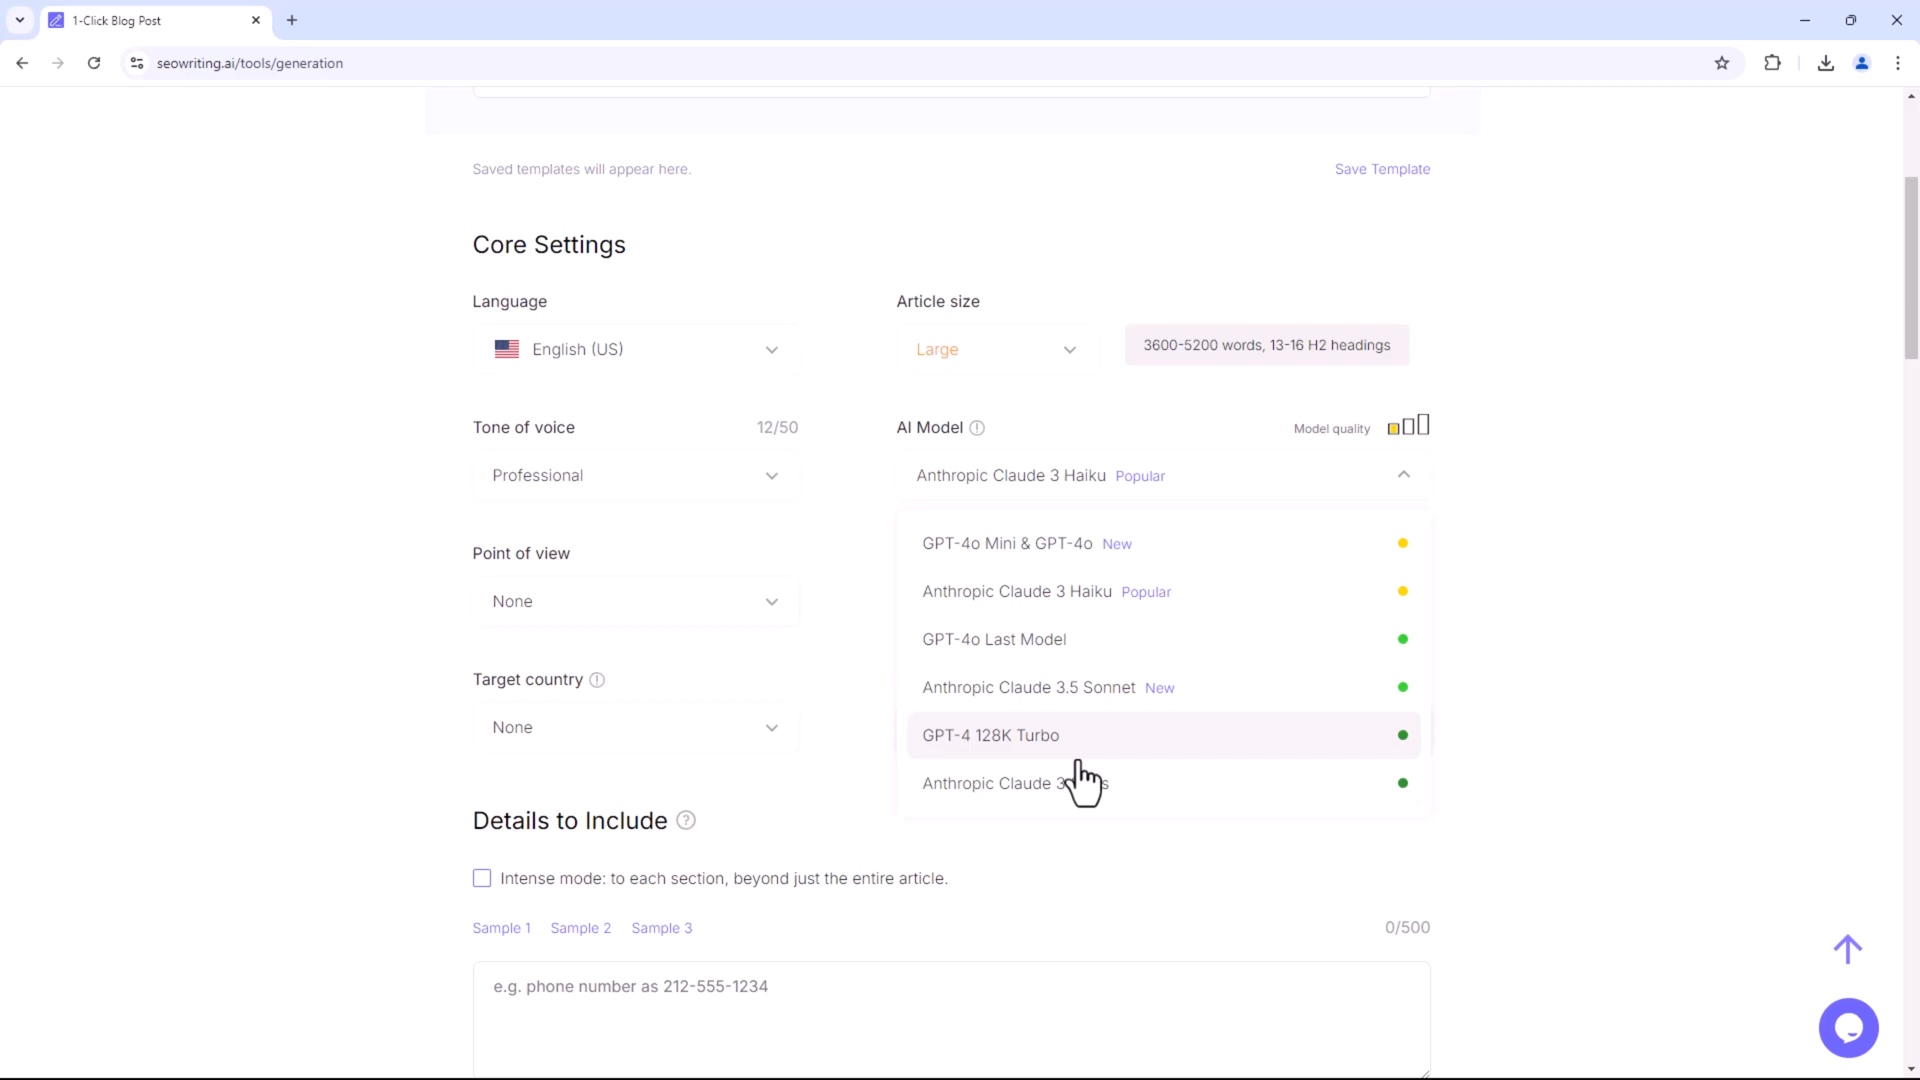 1-Click Blog Post
seowriting.ai/tools/generation
Saved templates will appear here.
Save Template
Core Settings
Language
Article size
English (US)
Large
3600-5200 words, 13-16 H2 headings
Tone of voice
12/50
AI Model
Model quality
Professional
Anthropic Claude 3 Haiku Popular
GPT-4o Mini & GPT-4o New
Point of view
Anthropic Claude 3 Haiku Popular
None
GPT-4o Last Model
Target country
Anthropic Claude 3.5 Sonnet New
None
GPT-4 128K Turbo
Anthropic Claude 3
Details to Include
Intense mode: to each section, beyond just the entire article.
Sample 1 Sample 2 Sample 3
0/500
e.g. phone number as 212-555-1234